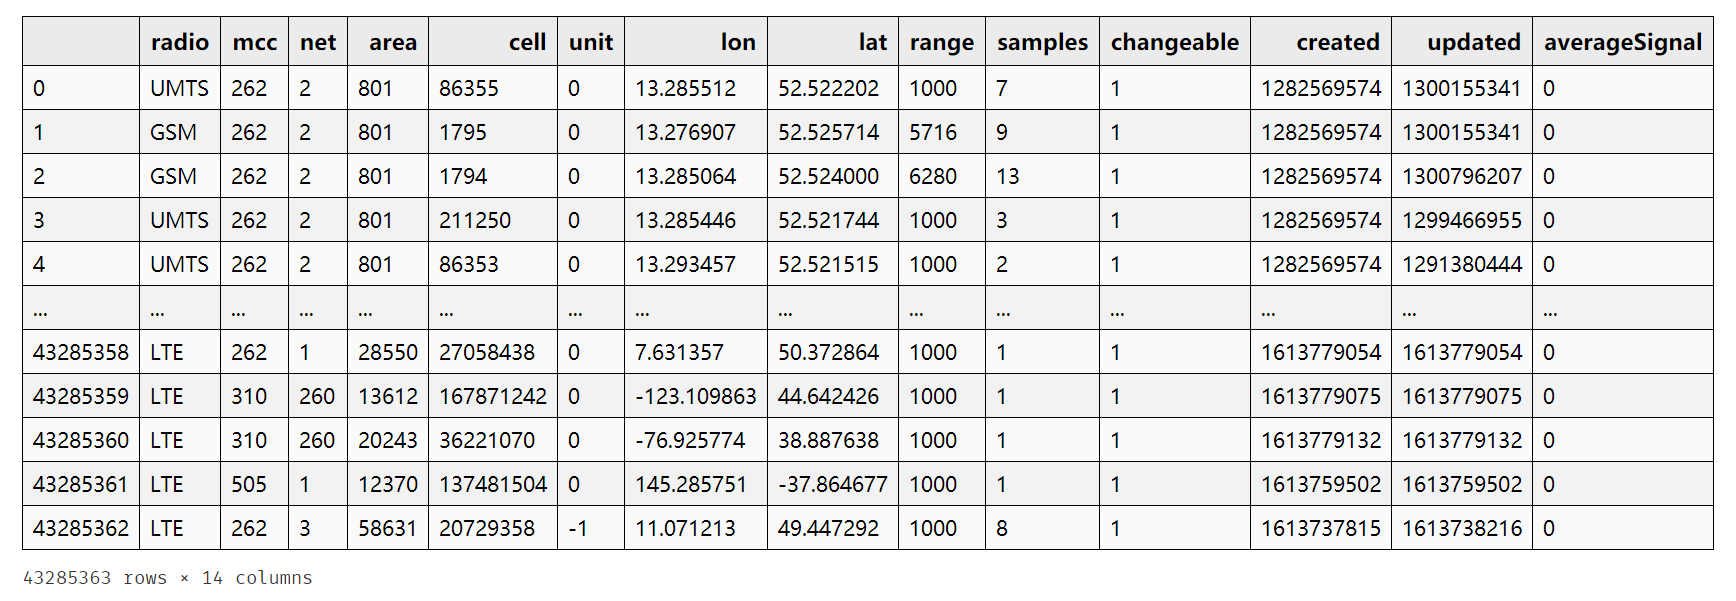 radio mcc net area cell unit lon lat range samples changeable created updated averageSignal
0 UMTS 262 2 801 86355 0 13.285512 52.522202 1000 7 1 1282569574 1300155341 0
1 GSM 262 2 801 1795 0 13.276907 52.525714 5716 9 1 1282569574 1300155341 0
2 GSM 262 2 801 1794 0 13.285064 52.524000 6280 13 1 1282569574 1300796207 0
3 UMTS 262 2 801 211250 0 13.285446 52.521744 1000 3 1 1282569574 1299466955 0
4 UMTS 262 2 801 86353 0 13.293457 52.521515 1000 2 1 1282569574 1291380444 0
... ... ... ... ... ... ... ... ... ... ... ... ... ... ...
43285358 LTE 262 1 28550 27058438 0 7.631357 50.372864 1000 1 1 1613779054 1613779054 0
43285359 LTE 310 260 13612 167871242 0 -123.109863 44.642426 1000 1 1 1613779075 1613779075 0
43285360 LTE 310 260 20243 36221070 0 -76.925774 38.887638 1000 1 1 1613779132 1613779132 0
43285361 LTE 505 1 12370 137481504 0 145.285751 -37.864677 1000 1 1 1613759502 1613759502 0
43285362 LTE 262 3 58631 20729358 -1 11.071213 49.447292 1000 8 1 1613737815 1613738216 0
43285363 rows × 14 columns